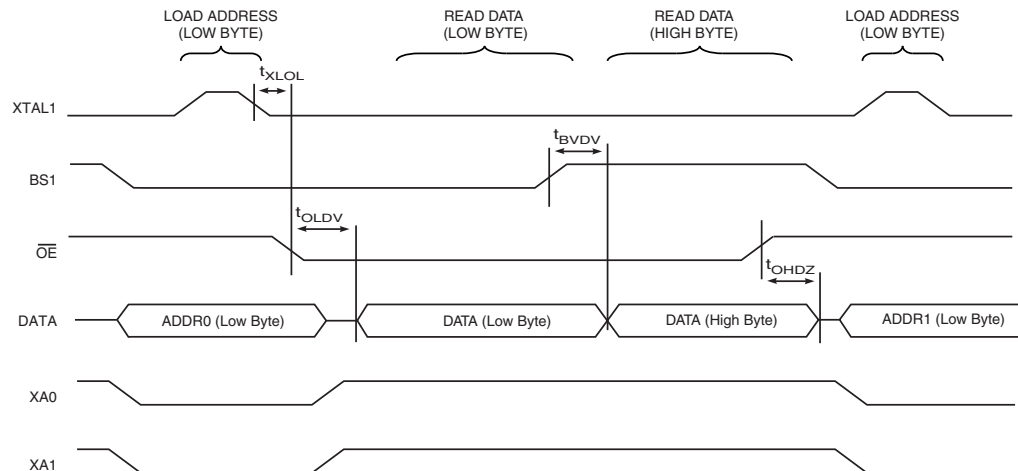 LOAD ADDRESS
(LOW BYTE)
READ DATA
(LOW BYTE)
READ DATA
(HIGH BYTE)
LOAD ADDRESS
(LOW BYTE)
tXLOL
XTAL1
tBVDV
BS1
tOLDV
OE
tOHDZ
DATA
ADDR0 (Low Byte)
DATA (Low Byte)
DATA (High Byte)
ADDR1 (Low Byte)
XA0
XA1